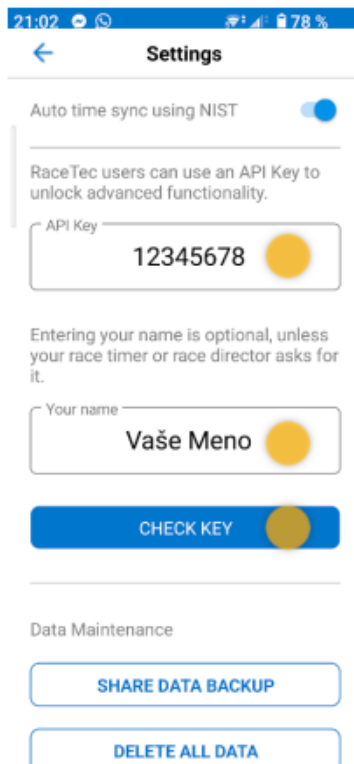 21:02 78 %
Settings
Auto time sync using NIST
RaceTec users can use an API Key to
unlock advanced functionality.
API Key
12345678
Entering your name is optional, unless
your race timer or race director asks for
it.
Your name
Vaše Meno
CHECK KEY
Data Maintenance
SHARE DATA BACKUP
DELETE ALL DATA